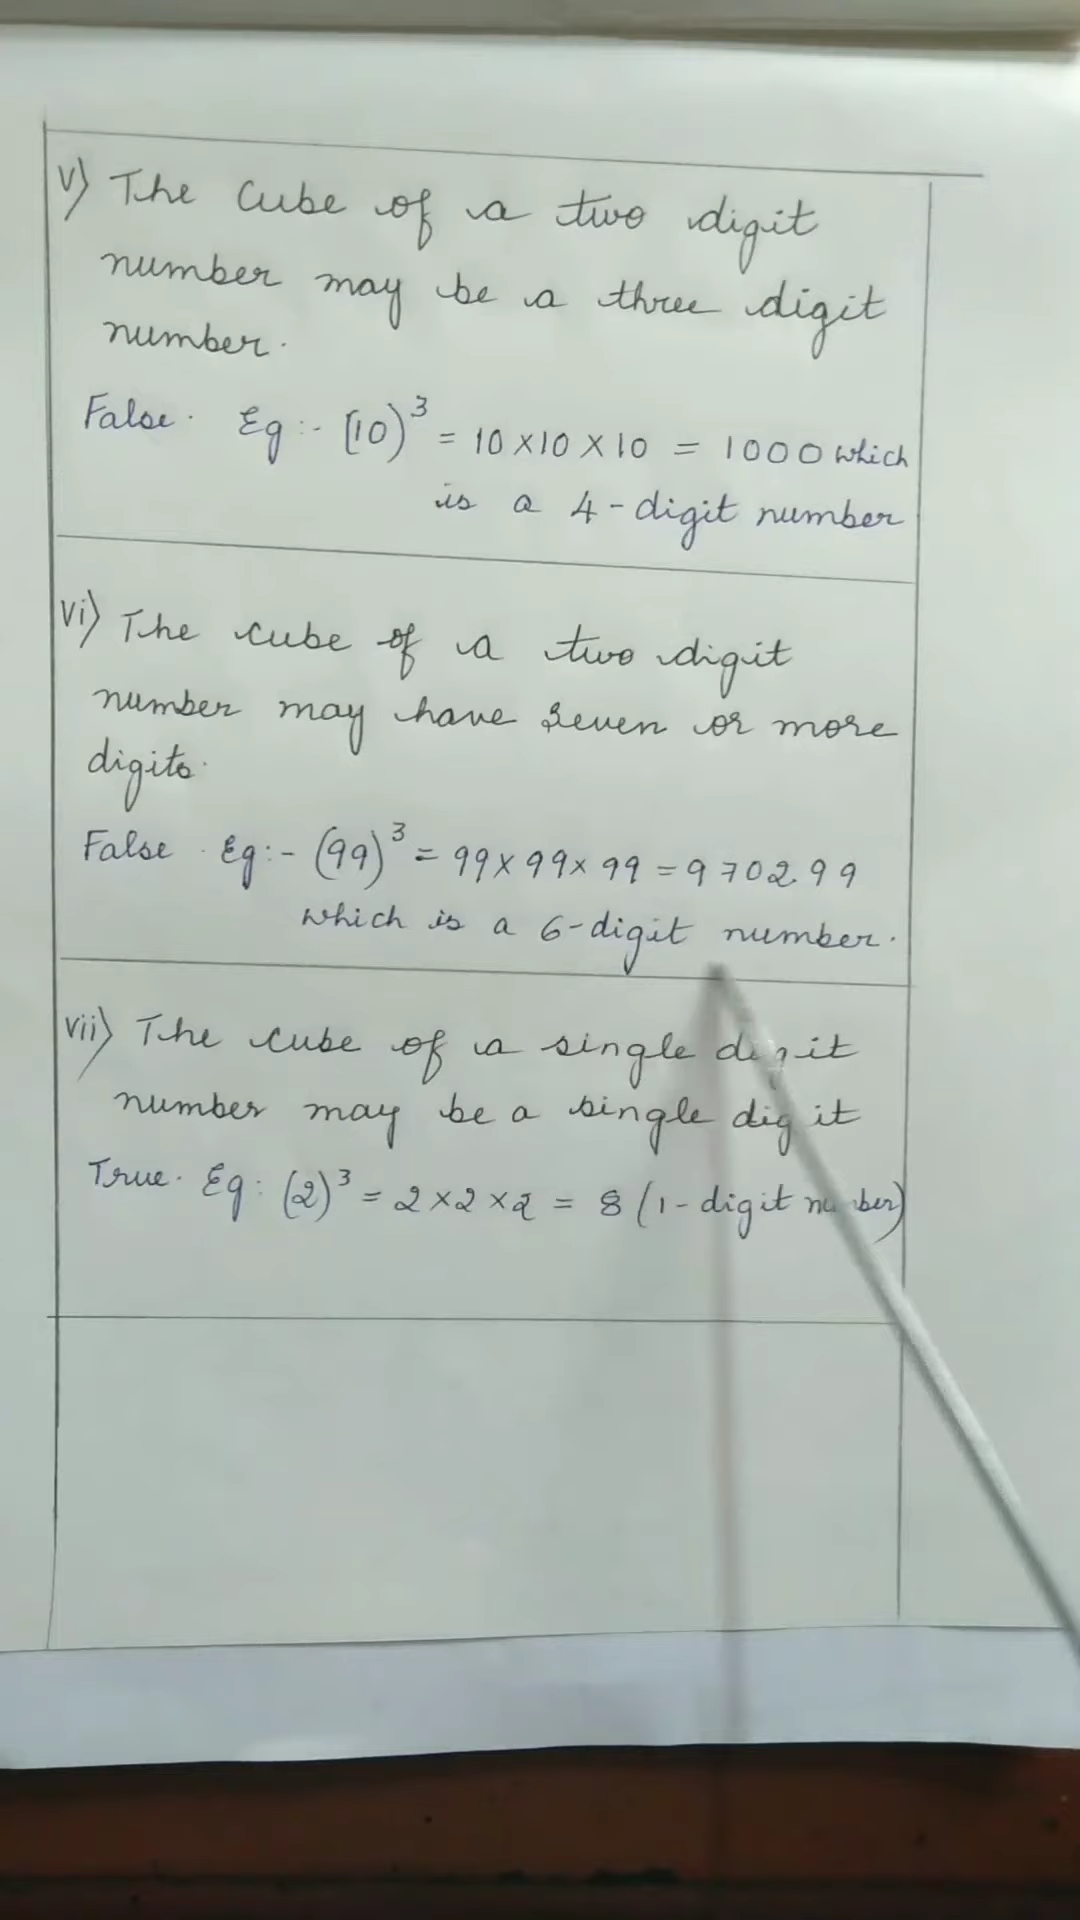 v) The cube of a two digit
number may be a three digit
number.
False. Eg:- (10)³ = 10×10×10 = 1000 which
is a 4-digit number
vi) The cube of a two digit
number may have seven or more
digits.
False. Eg:- (99)³ = 99×99×99 = 970299
which is a 6-digit number.
vii) The cube of a single digit
number may be a single digit
True. Eg: (2)³ = 2×2×2 = 8 (1-digit number)